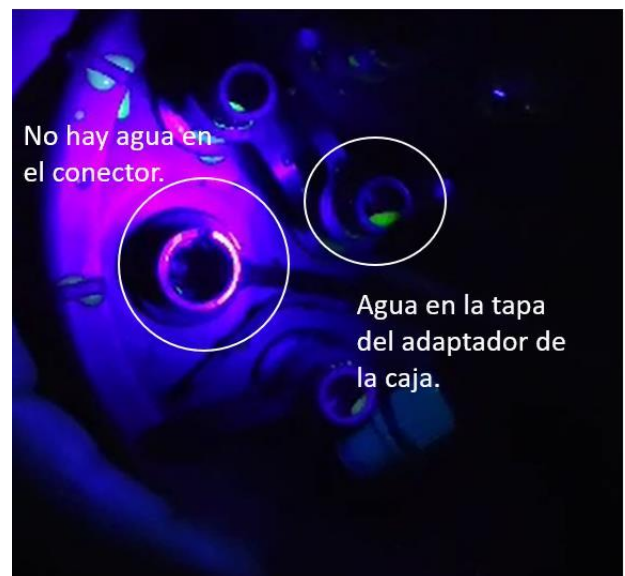 No hay agua en
el conector.
Agua en la tapa
del adaptador de
la caja.